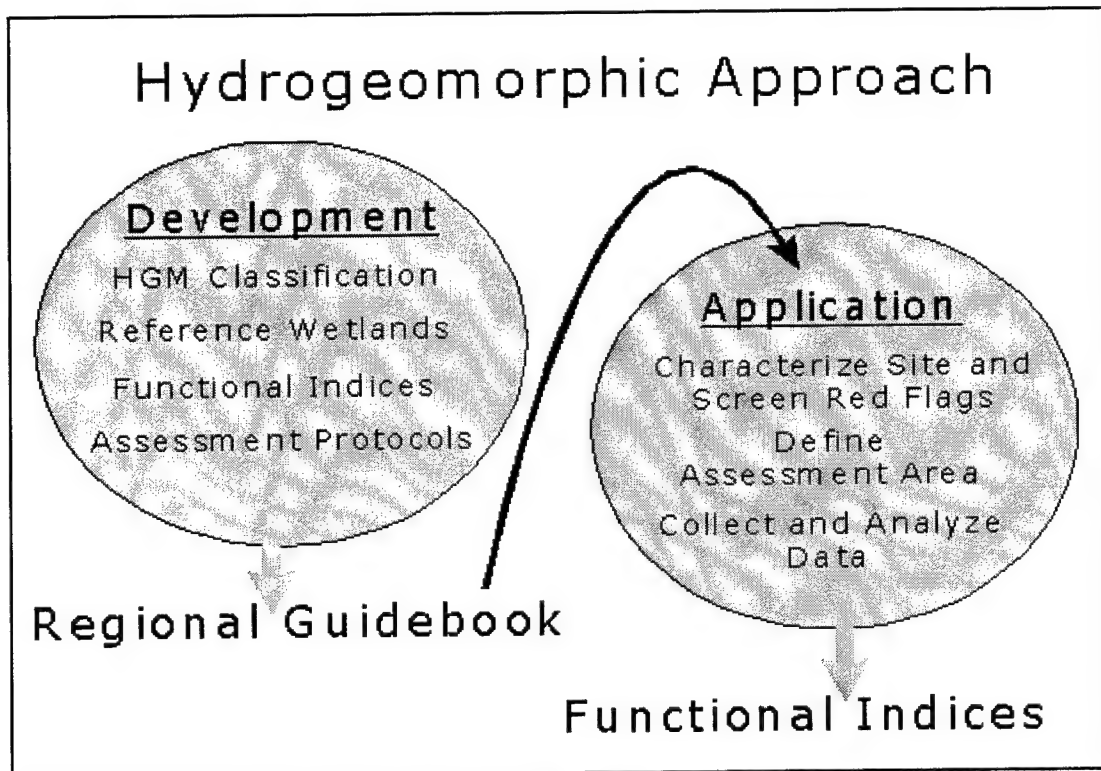 Hydrogeomorphic Approach
Development
HGM Classification
Reference Wetlands
Functional Indices
Assessment Protocols
Regional Guidebook
Application
Characterize Site and
Screen Red Flags
Define
Assessment Area
Collect and Analyze
Data
Functional Indices